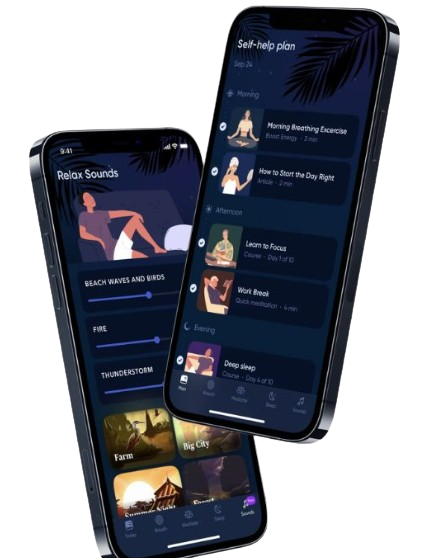 Self-help plan
Sep 24
Morning
Morning Breathing Excercise
Boost Energy · 3 min
How to Start the Day Right
Article · 2 min
Afternoon
Learn to Focus
Course · Day 1 of 10
Work Break
Quick meditation · 4 min
Evening
Deep sleep
Course · Day 4 of 10
Plan
Breath
Meditate
Sleep
Sounds
9:41
Relax Sounds
BEACH WAVES AND BIRDS
FIRE
THUNDERSTORM
Farm
Big City
Summer Night
Forest
Breath
Meditate
Sleep
Sounds